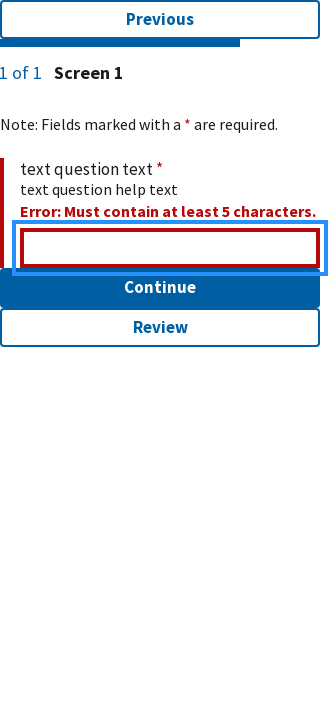 Previous
1 of 1 Screen 1
Note: Fields marked with a * are required.
text question text *
text question help text
Error: Must contain at least 5 characters.
Continue
Review